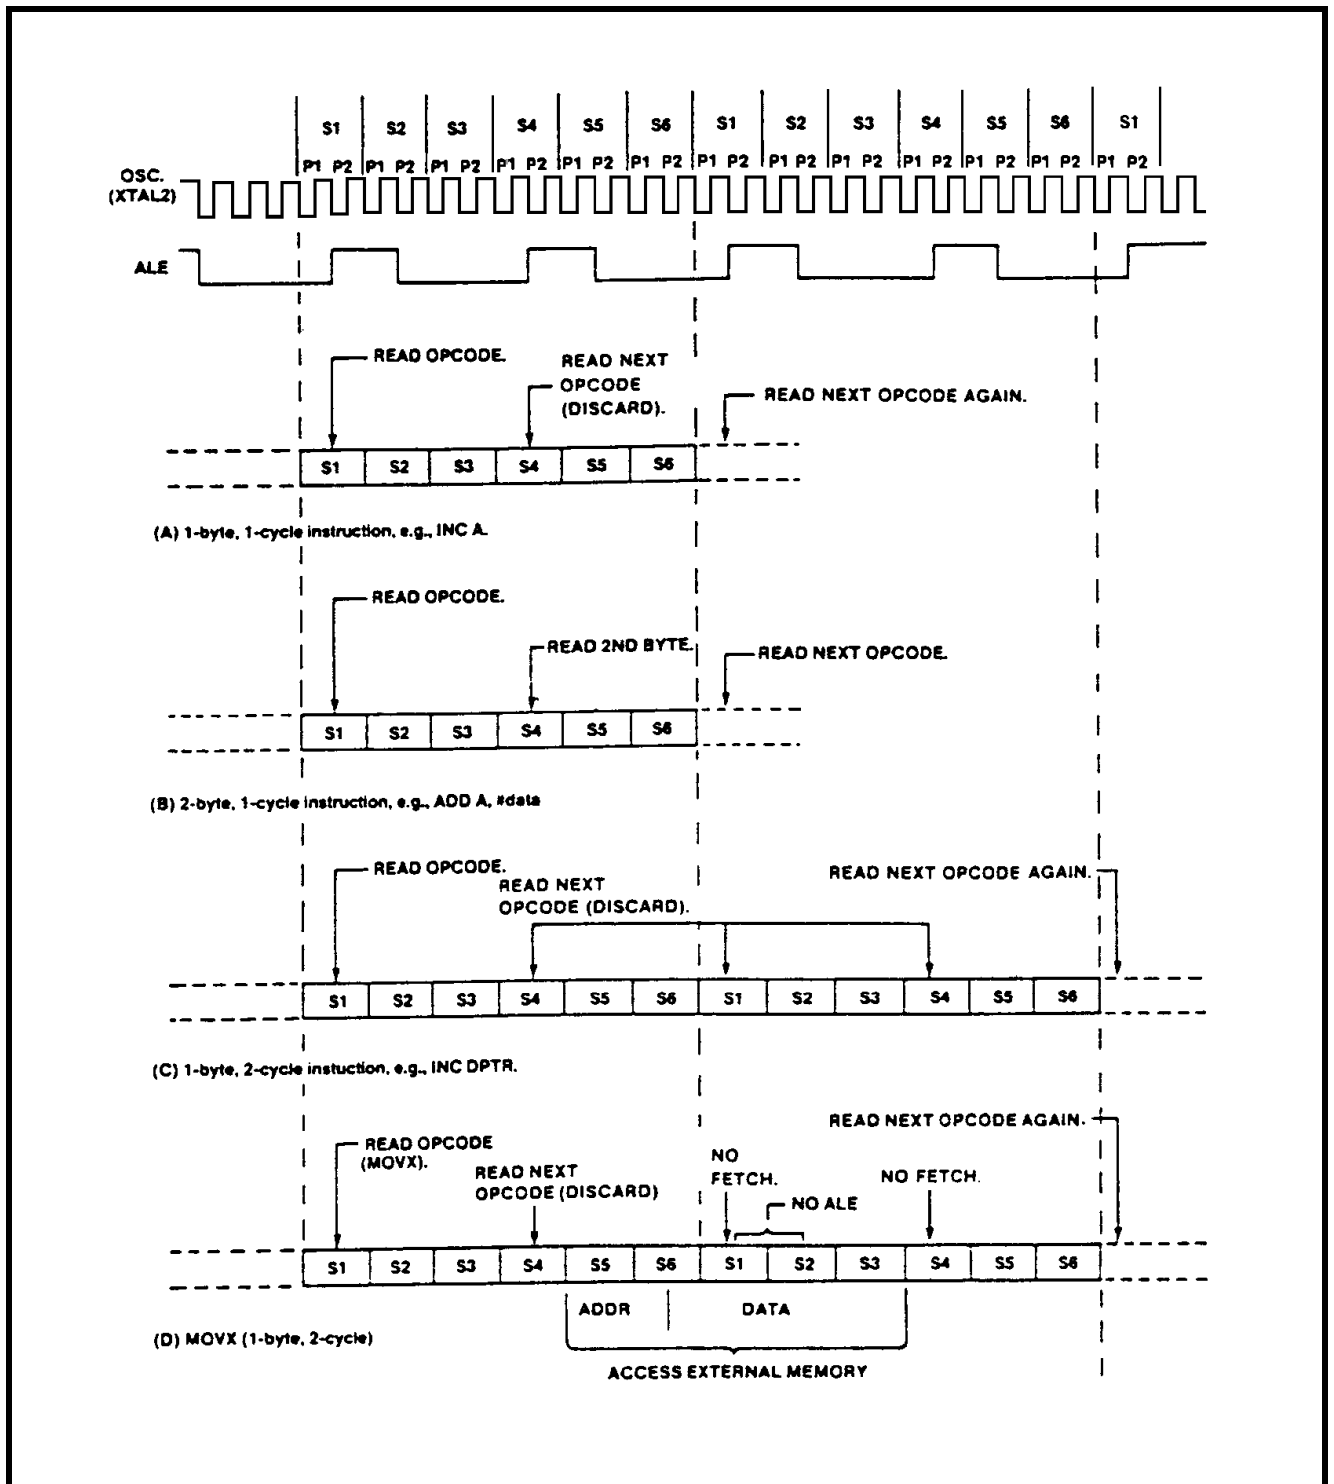 S1 S2 S3 S4 S5 S6 S1 S2 S3 S4 S5 S6 S1
P1 P2 P1 P2 P1 P2 P1 P2 P1 P2 P1 P2 P1 P2 P1 P2 P1 P2 P1 P2 P1 P2 P1 P2 P1 P2
OSC.
(XTAL2)
ALE
READ OPCODE.
READ NEXT
OPCODE
(DISCARD).
READ NEXT OPCODE AGAIN.
S1 S2 S3 S4 S5 S6
(A) 1-byte, 1-cycle instruction, e.g., INC A.
READ OPCODE.
READ 2ND BYTE.
READ NEXT OPCODE.
S1 S2 S3 S4 S5 S6
(B) 2-byte, 1-cycle instruction, e.g., ADD A, #data
READ OPCODE.
READ NEXT
OPCODE (DISCARD).
READ NEXT OPCODE AGAIN.
S1 S2 S3 S4 S5 S6 S1 S2 S3 S4 S5 S6
(C) 1-byte, 2-cycle instuction, e.g., INC DPTR.
READ OPCODE
(MOVX).
READ NEXT
OPCODE (DISCARD)
NO
FETCH.
NO ALE
NO FETCH.
READ NEXT OPCODE AGAIN.
S1 S2 S3 S4 S5 S6 S1 S2 S3 S4 S5 S6
ADDR DATA
(D) MOVX (1-byte, 2-cycle)
ACCESS EXTERNAL MEMORY